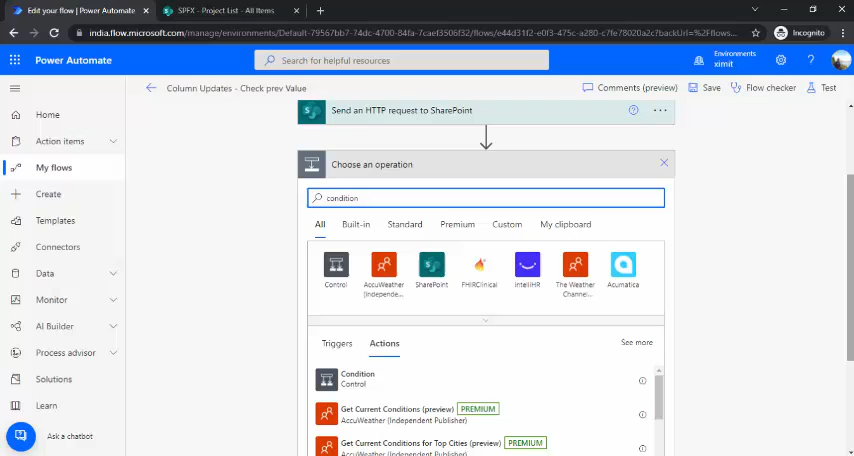 Edit your flow | Power Automate
SPFX - Project List - All Items
india.flow.microsoft.com/manage/environments/Default-79567bb7-74dc-4700-84fa-7caef3506f32/flows/e44d31f2-e0f3-475c-a280-c7fe78020a2c?backUrl=%2Fflows...
Incognito
Power Automate
Search for helpful resources
Environments
ximit
Column Updates - Check prev Value
Comments (preview)
Save
Flow checker
Test
Home
Action items
My flows
Create
Templates
Connectors
Data
Monitor
AI Builder
Process advisor
Solutions
Learn
Ask a chatbot
Send an HTTP request to SharePoint
Choose an operation
condition
All
Built-in
Standard
Premium
Custom
My clipboard
Control
AccuWeather (Independe...
SharePoint
FHIRClinical
intelliHR
The Weather Channel...
Acumatica
Triggers
Actions
See more
Condition
Control
Get Current Conditions (preview) PREMIUM
AccuWeather (Independent Publisher)
Get Current Conditions for Top Cities (preview) PREMIUM
AccuWeather (Independent Publisher)